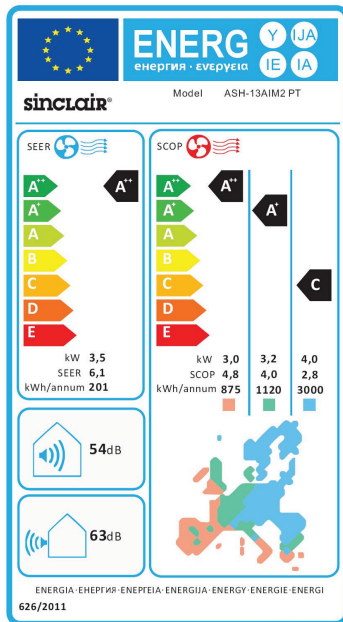 ENERG Y IJA
енергия · ενεργεια IE IA
sinclair®
Model ASH-13AIM2 PT
SEER
A++ A++
A+
A
B
C
D
E
kW 3,5
SEER 6,1
kWh/annum 201
SCOP
A++ A++
A+ A+
A
B
C C
D
E
kW 3,0 3,2 4,0
SCOP 4,8 4,0 2,8
kWh/annum 875 1120 3000
54dB
63dB
ENERGIA·ЕНЕРГИЯ·ΕΝΕΡΓΕΙΑ·ENERGIJA·ENERGY·ENERGIE·ENERGI
626/2011